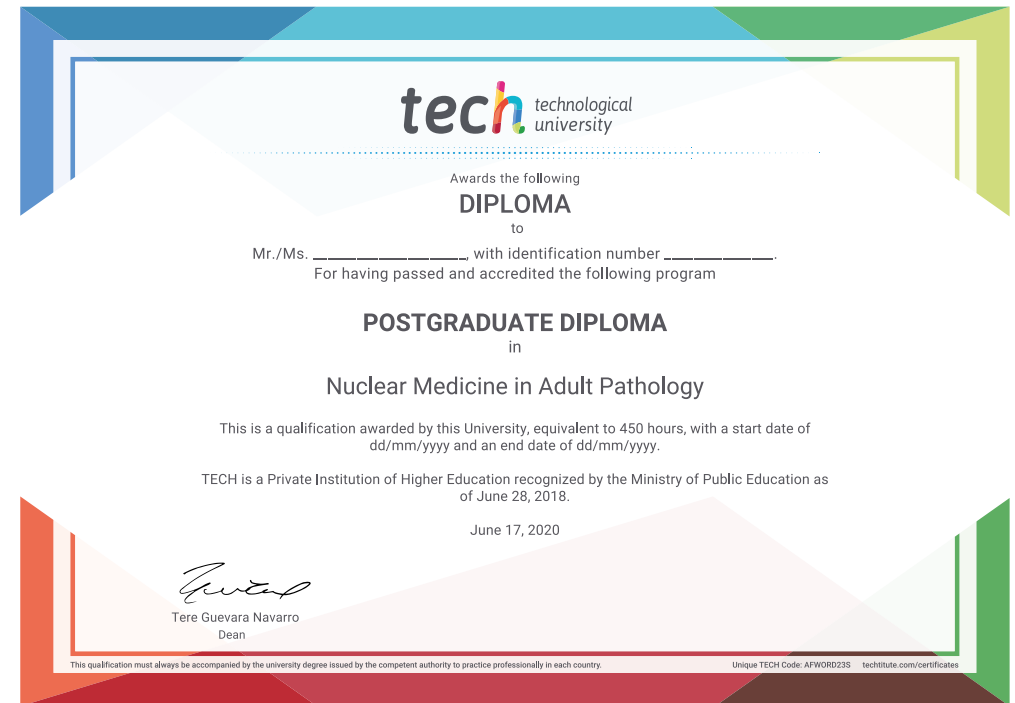 tech technological
university
Awards the following
DIPLOMA
to
Mr./Ms. ________________, with identification number ____________.
For having passed and accredited the following program
POSTGRADUATE DIPLOMA
in
Nuclear Medicine in Adult Pathology
This is a qualification awarded by this University, equivalent to 450 hours, with a start date of
dd/mm/yyyy and an end date of dd/mm/yyyy.
TECH is a Private Institution of Higher Education recognized by the Ministry of Public Education as
of June 28, 2018.
June 17, 2020
Tere Guevara Navarro
Dean
This qualification must always be accompanied by the university degree issued by the competent authority to practice professionally in each country. Unique TECH Code: AFWORD23S techtitute.com/certificates